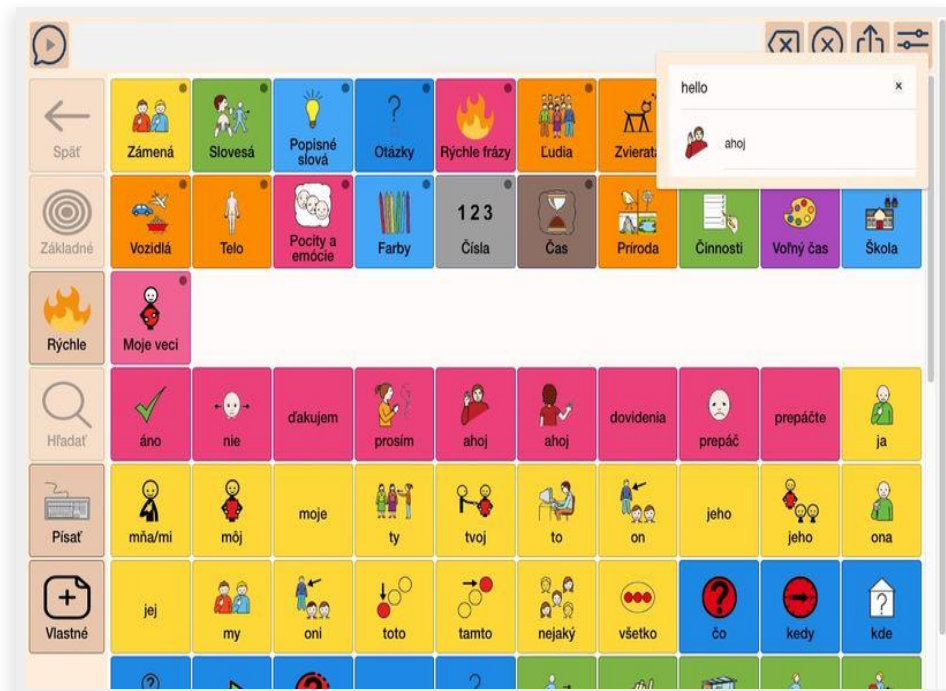 hello ×
ahoj
Späť
Zámená
Slovesá
Popisné
slová
Otázky
Rýchle frázy
Ľudia
Zvieratá
Základné
Vozidlá
Telo
Pocity a
emócie
Farby
1 2 3
Čísla
Čas
Príroda
Činnosti
Voľný čas
Škola
Rýchle
Moje veci
Hľadať
áno
nie
ďakujem
prosím
ahoj
ahoj
dovidenia
prepáč
prepáčte
ja
Písať
mňa/mi
môj
moje
ty
tvoj
to
on
jeho
jeho
ona
Vlastné
jej
my
oni
toto
tamto
nejaký
všetko
čo
kedy
kde